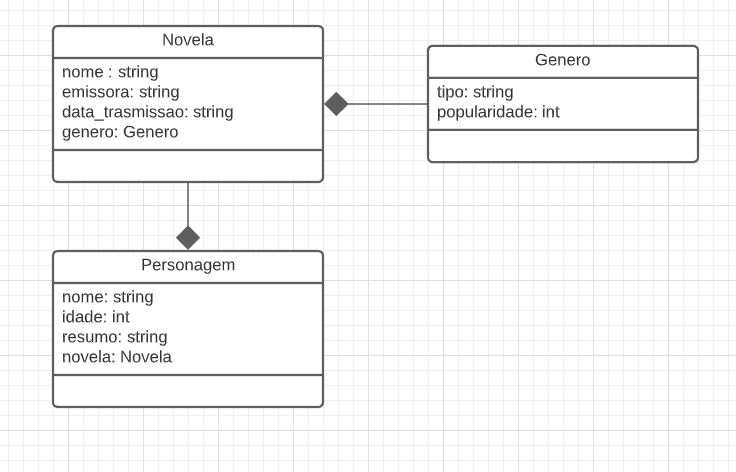 Novela
nome : string
emissora: string
data_trasmissao: string
genero: Genero
Genero
tipo: string
popularidade: int
Personagem
nome: string
idade: int
resumo: string
novela: Novela